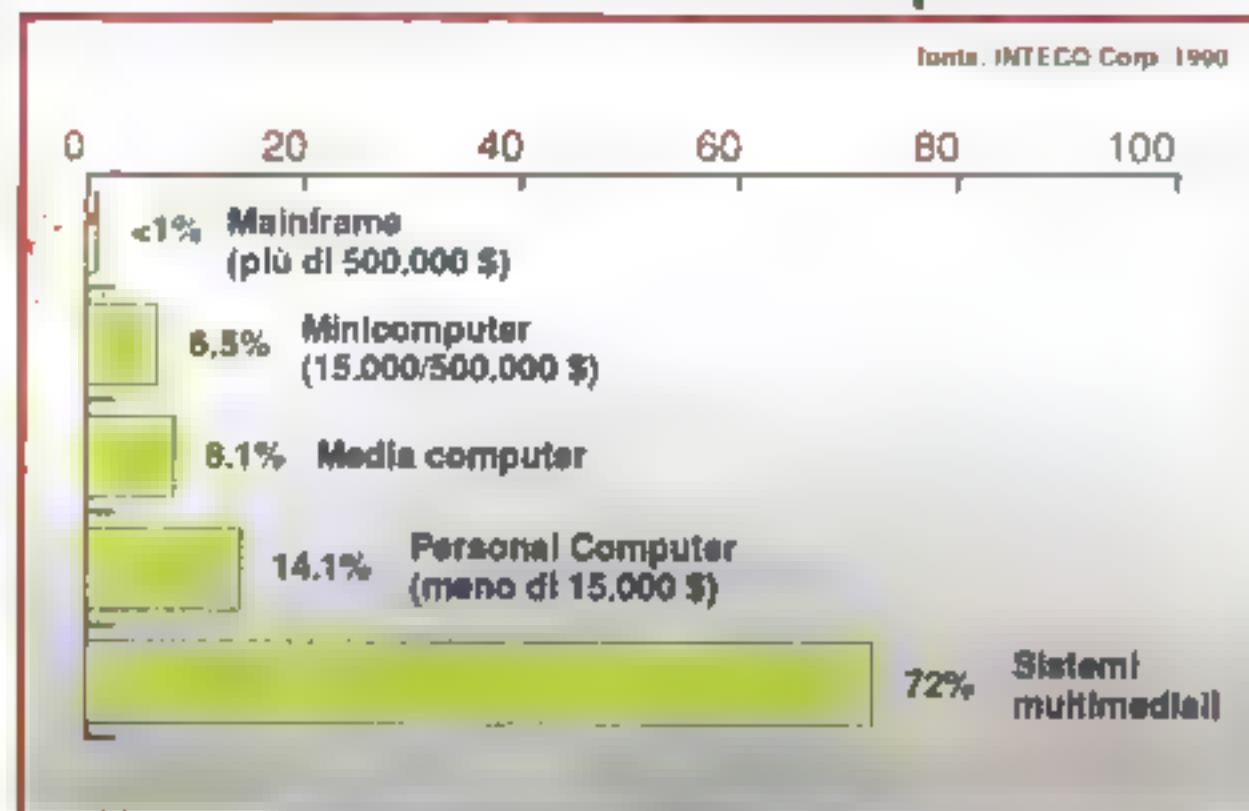 fonte. INTECO Corp 1990
0 20 40 60 80 100
<1% Mainframe
(più di 500.000 $)
6,5% Minicomputer
(15.000/500.000 $)
8.1% Media computer
14.1% Personal Computer
(meno di 15.000 $)
72% Sistemi
multimediali